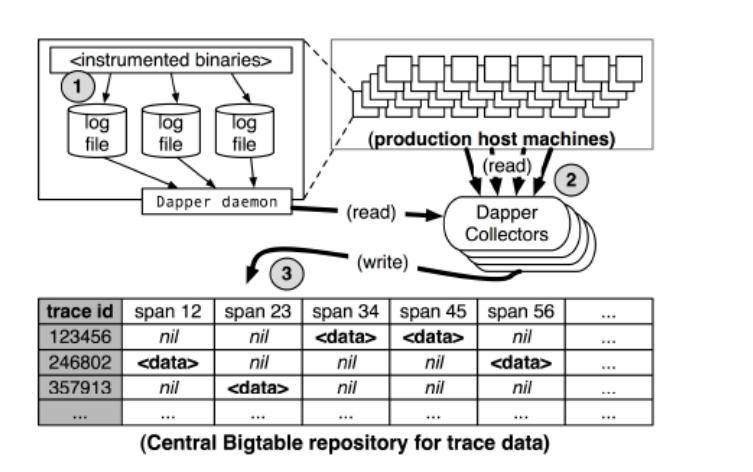 <instrumented binaries>
1
log file
log file
log file
Dapper daemon
(production host machines)
(read)
2
(read)
Dapper
Collectors
3
(write)
trace id span 12 span 23 span 34 span 45 span 56 ...
123456 nil nil <data> <data> nil ...
246802 <data> nil nil nil <data> ...
357913 nil <data> nil nil nil ...
... ... ... ... ... ... ...
(Central Bigtable repository for trace data)